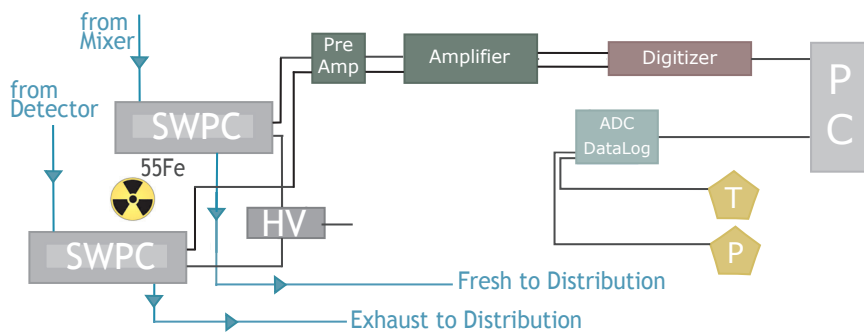 from
Mixer
from
Detector
SWPC
55Fe
SWPC
HV
Pre
Amp
Amplifier
Digitizer
P
C
ADC
DataLog
T
P
Fresh to Distribution
Exhaust to Distribution